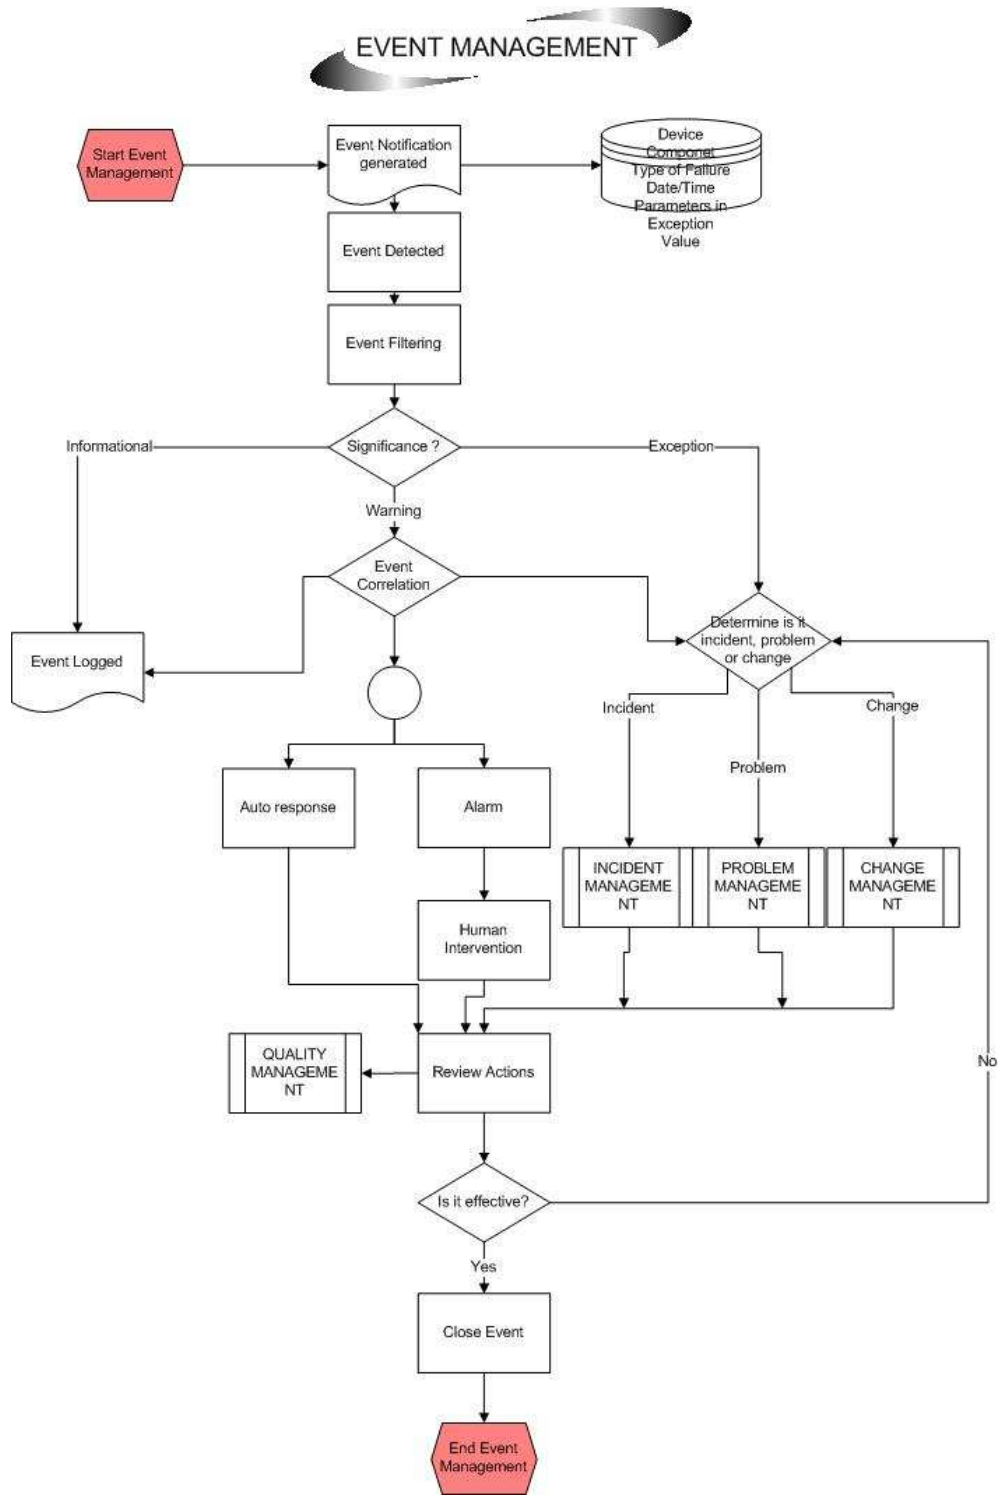 EVENT MANAGEMENT
Start Event
Management
Event Notification
generated
Device
Componet
Type of Failure
Date/Time
Parameters in
Exception
Value
Event Detected
Event Filtering
Informational
Significance ?
Exception
Warning
Event
Correlation
Determine is it
incident, problem
or change
Event Logged
Incident
Change
Problem
Auto response
Alarm
INCIDENT
MANAGEME
NT
PROBLEM
MANAGEME
NT
CHANGE
MANAGEME
NT
Human
Intervention
QUALITY
MANAGEME
NT
Review Actions
No
Is it effective?
Yes
Close Event
End Event
Management